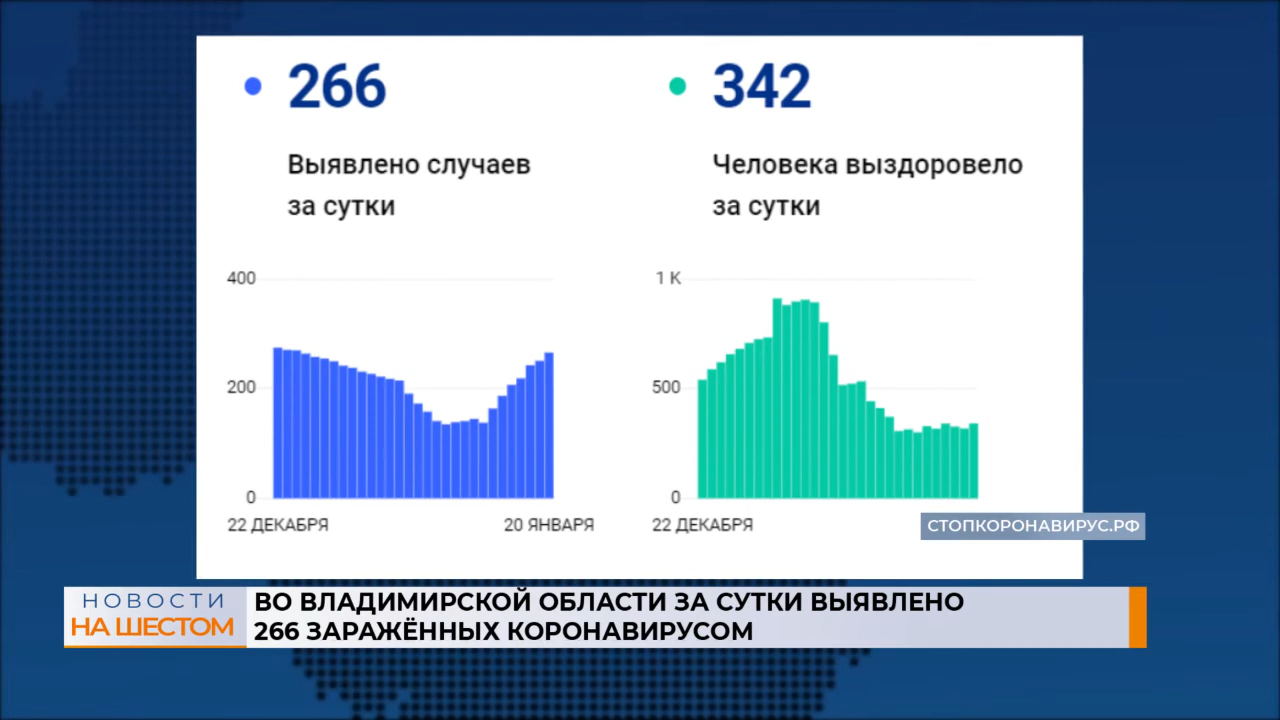 266
Выявлено случаев
за сутки
400
200
0
22 ДЕКАБРЯ
20 ЯНВАРЯ
342
Человека выздоровело
за сутки
1 K
500
0
22 ДЕКАБРЯ
СТОПКОРОНАВИРУС.РФ
НОВОСТИ
НА ШЕСТОМ
ВО ВЛАДИМИРСКОЙ ОБЛАСТИ ЗА СУТКИ ВЫЯВЛЕНО
266 ЗАРАЖЁННЫХ КОРОНАВИРУСОМ